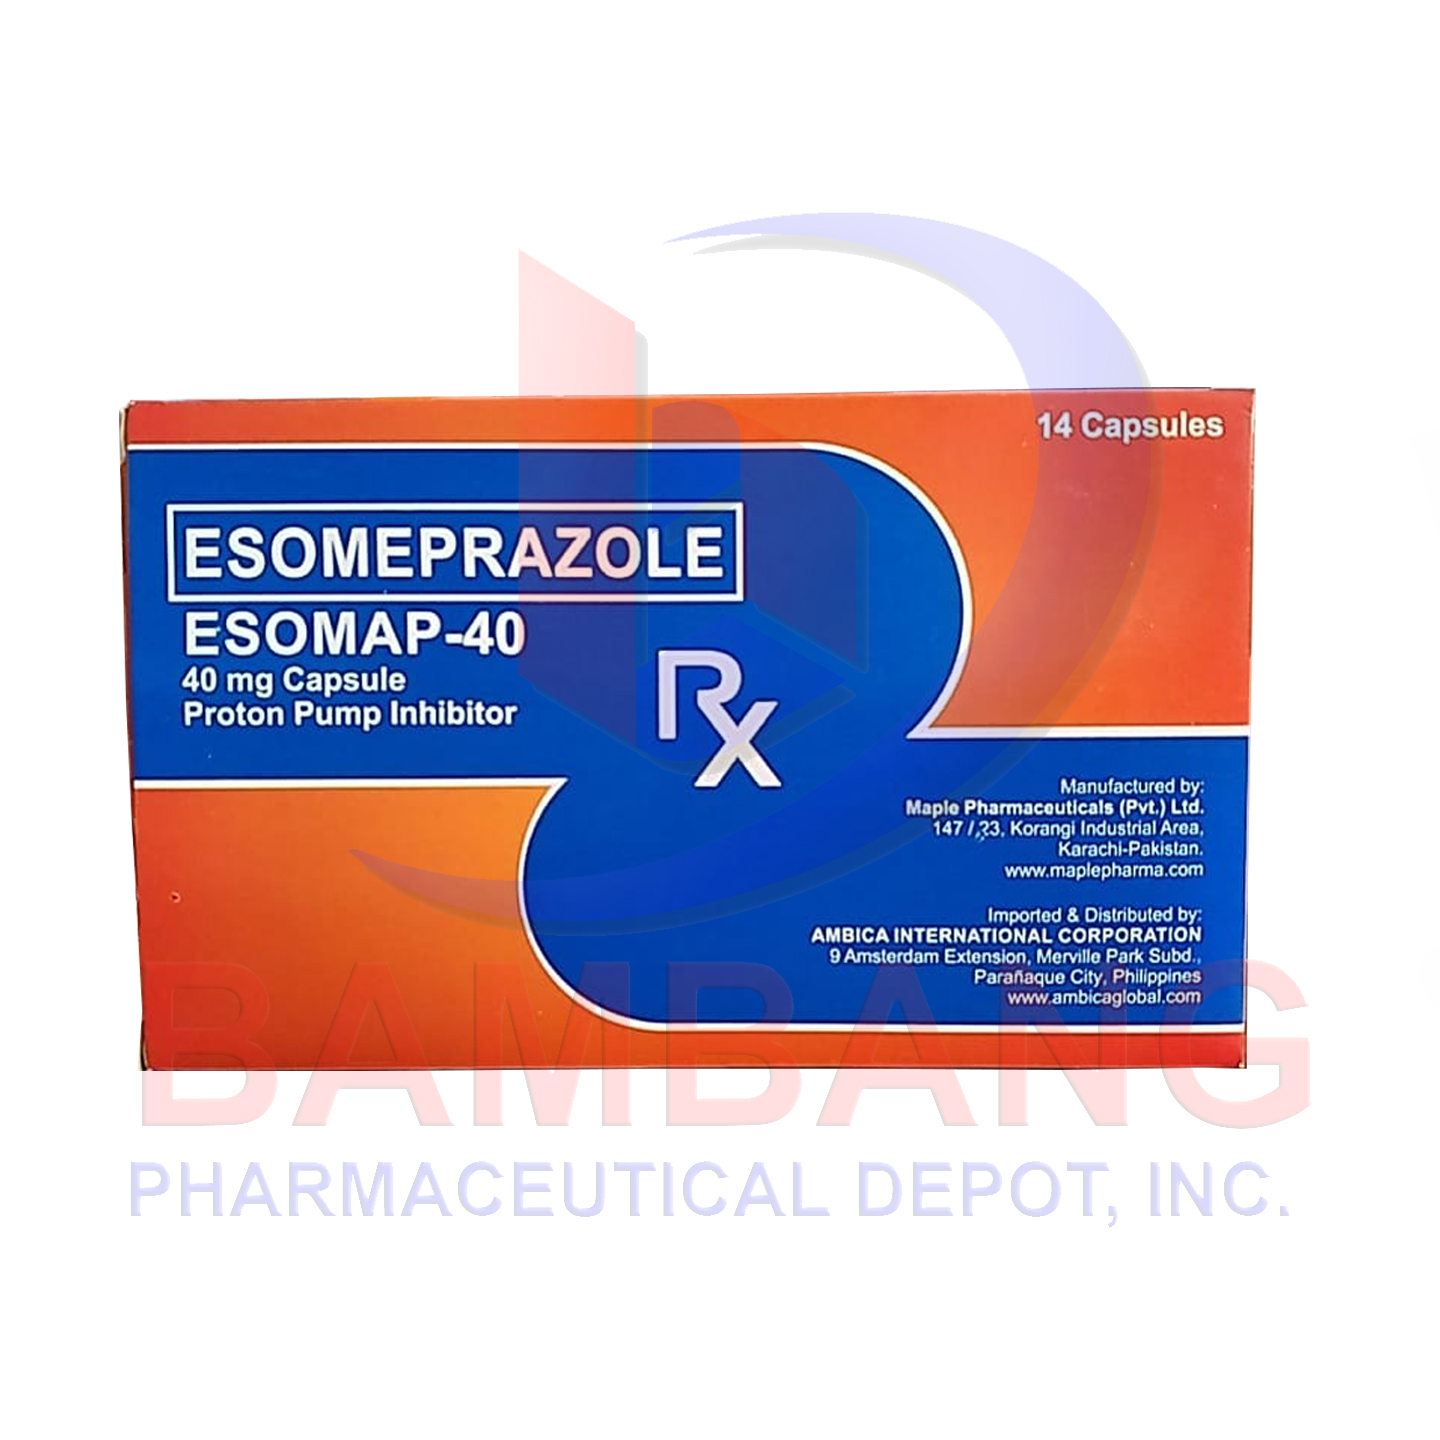 14 Capsules
ESOMEPRAZOLE
ESOMAP-40
40 mg Capsule
Proton Pump Inhibitor
Rx
Manufactured by:
Maple Pharmaceuticals (Pvt.) Ltd.
147 / 23, Korangi Industrial Area,
Karachi-Pakistan.
www.maplepharma.com
Imported & Distributed by:
AMBICA INTERNATIONAL CORPORATION
9 Amsterdam Extension, Merville Park Subd.,
Parañaque City, Philippines
www.ambicaglobal.com
BAMBANG
PHARMACEUTICAL DEPOT, INC.